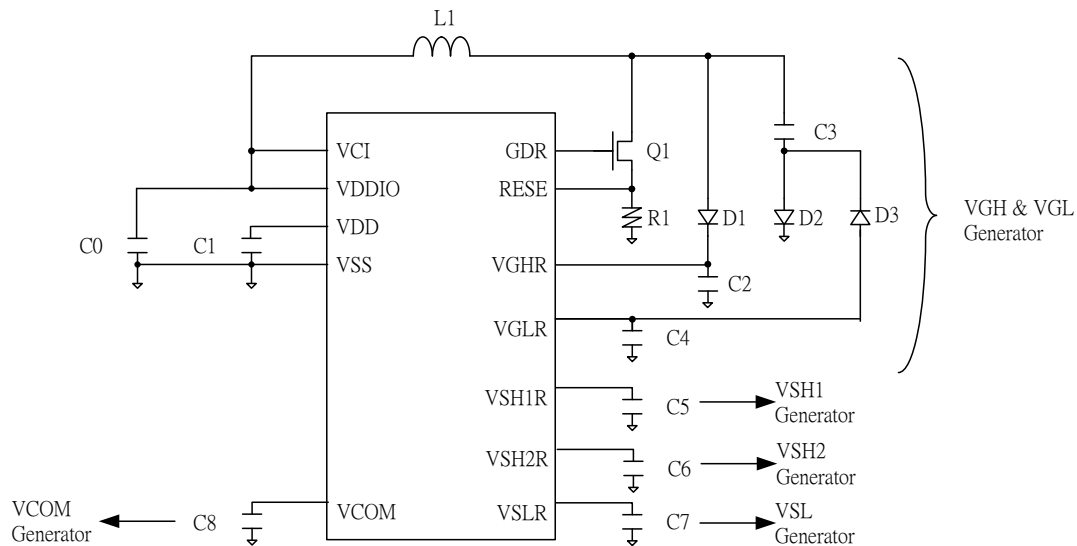 L1
VCI
GDR
Q1
C3
VDDIO
RESE
R1
D1
D2
D3
VGH & VGL
Generator
VDD
C0
C1
VSS
VGHR
C2
VGLR
C4
VSH1R
C5
VSH1
Generator
VSH2R
C6
VSH2
Generator
VCOM
Generator
C8
VCOM
VSLR
C7
VSL
Generator